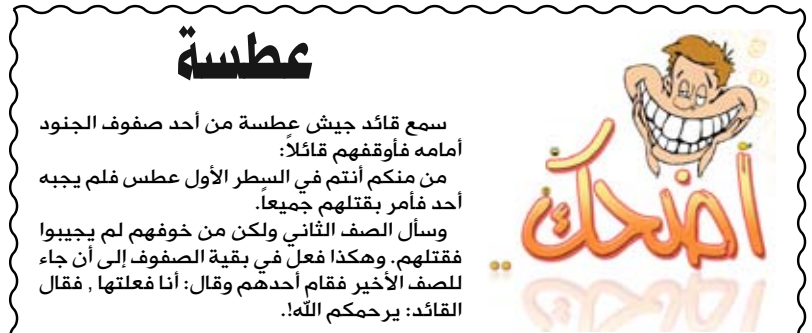 عطسة
سمع قائد جيش عطسة من أحد صفوف الجنود
أمامه فأوقفهم قائلاً:
من منكم أنتم في السطر الأول عطس فلم يجبه
أحد فأمر بقتلهم جميعاً.
وسأل الصف الثاني ولكن من خوفهم لم يجيبوا
فقتلهم. وهكذا فعل في بقية الصفوف إلى أن جاء
للصف الأخير فقام أحدهم وقال: أنا فعلتها , فقال
القائد: يرحمكم الله!.
أضحك ..